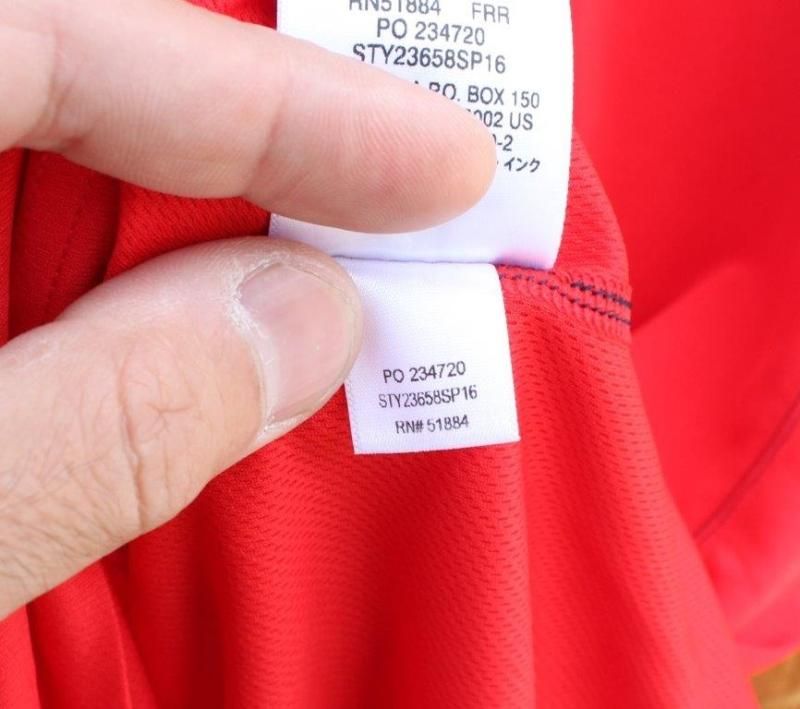 RN51884 FRR
PO 234720
STY23658SP16
P.O. BOX 150
002 US
-2
インク
PO 234720
STY23658SP16
RN# 51884